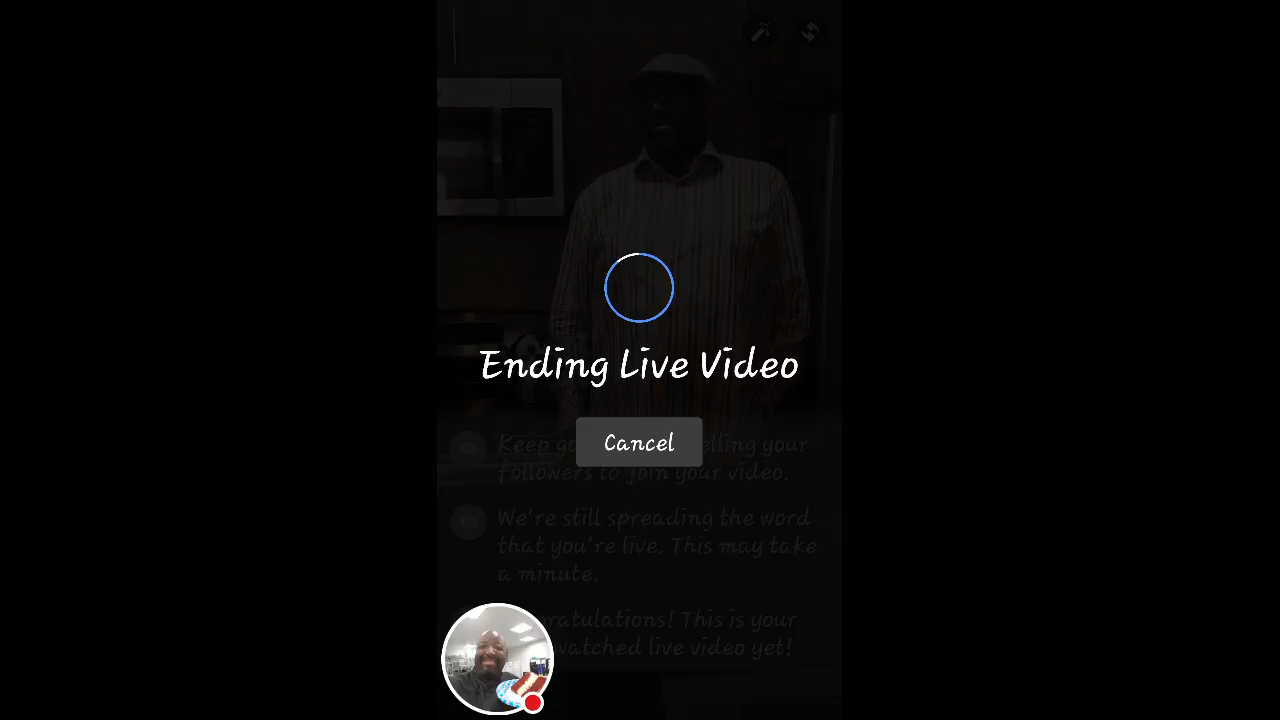 Ending Live Video
Cancel
Keep go elling your
followers to join your video.
We're still spreading the word
that you're live. This may take
a minute.
ratulations! This is your
watched live video yet!